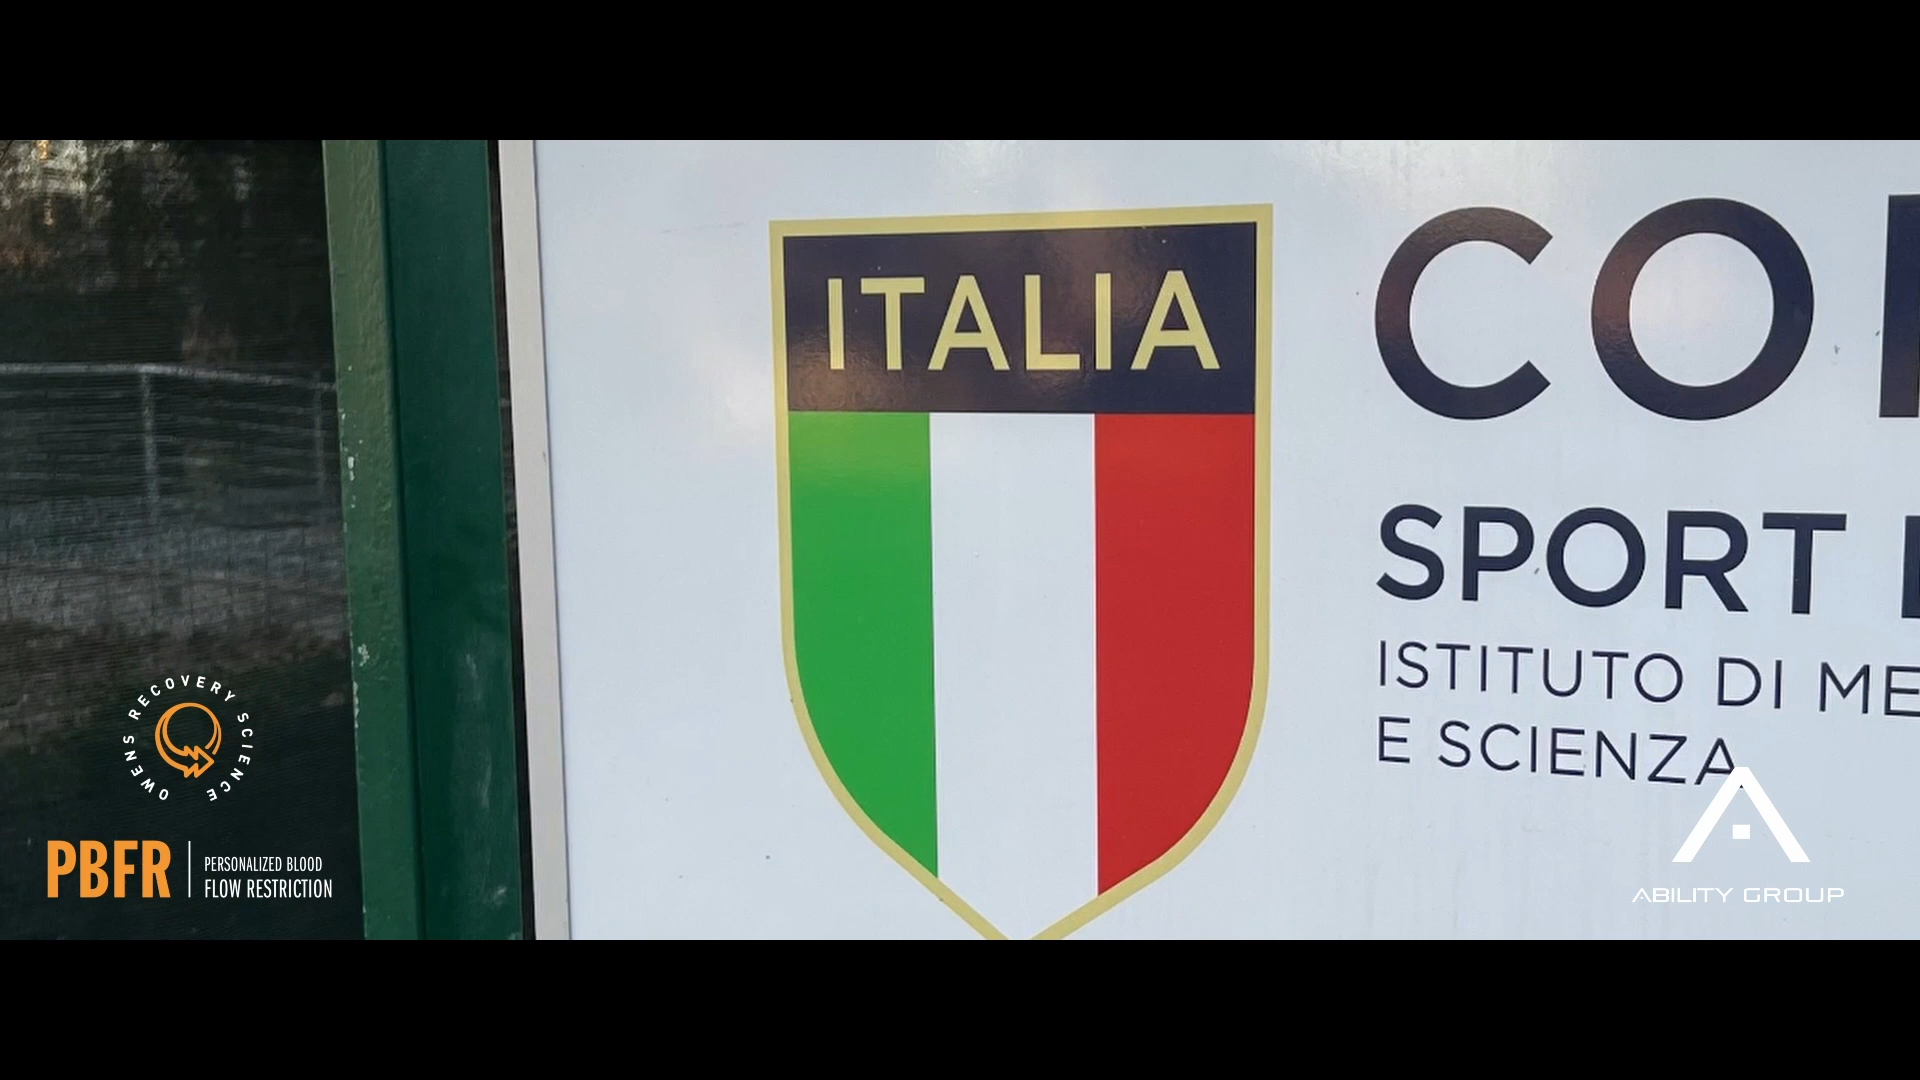 ITALIA
CO
SPORT
ISTITUTO DI ME
E SCIENZA
OWENS RECOVERY SCIENCE
PBFR
PERSONALIZED BLOOD
FLOW RESTRICTION
ABILITY GROUP